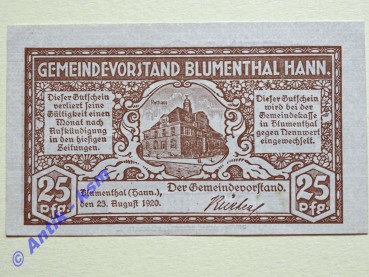 GEMEINDEVORSTAND BLUMENTHAL HANN.
Dieser Gutschein
verliert seine
Gültigkeit einen
Monat nach
Aufkündigung
in den hiesigen
Zeitungen.
Rathaus
Dieser Gutschein
wird bei der
Gemeindekasse
in Blumenthal
gegen Nennwert
eingewechselt.
25
Pfg.
Blumenthal (Hann.),
den 23. August 1920.
Der Gemeindevorstand.
25
Pfg.